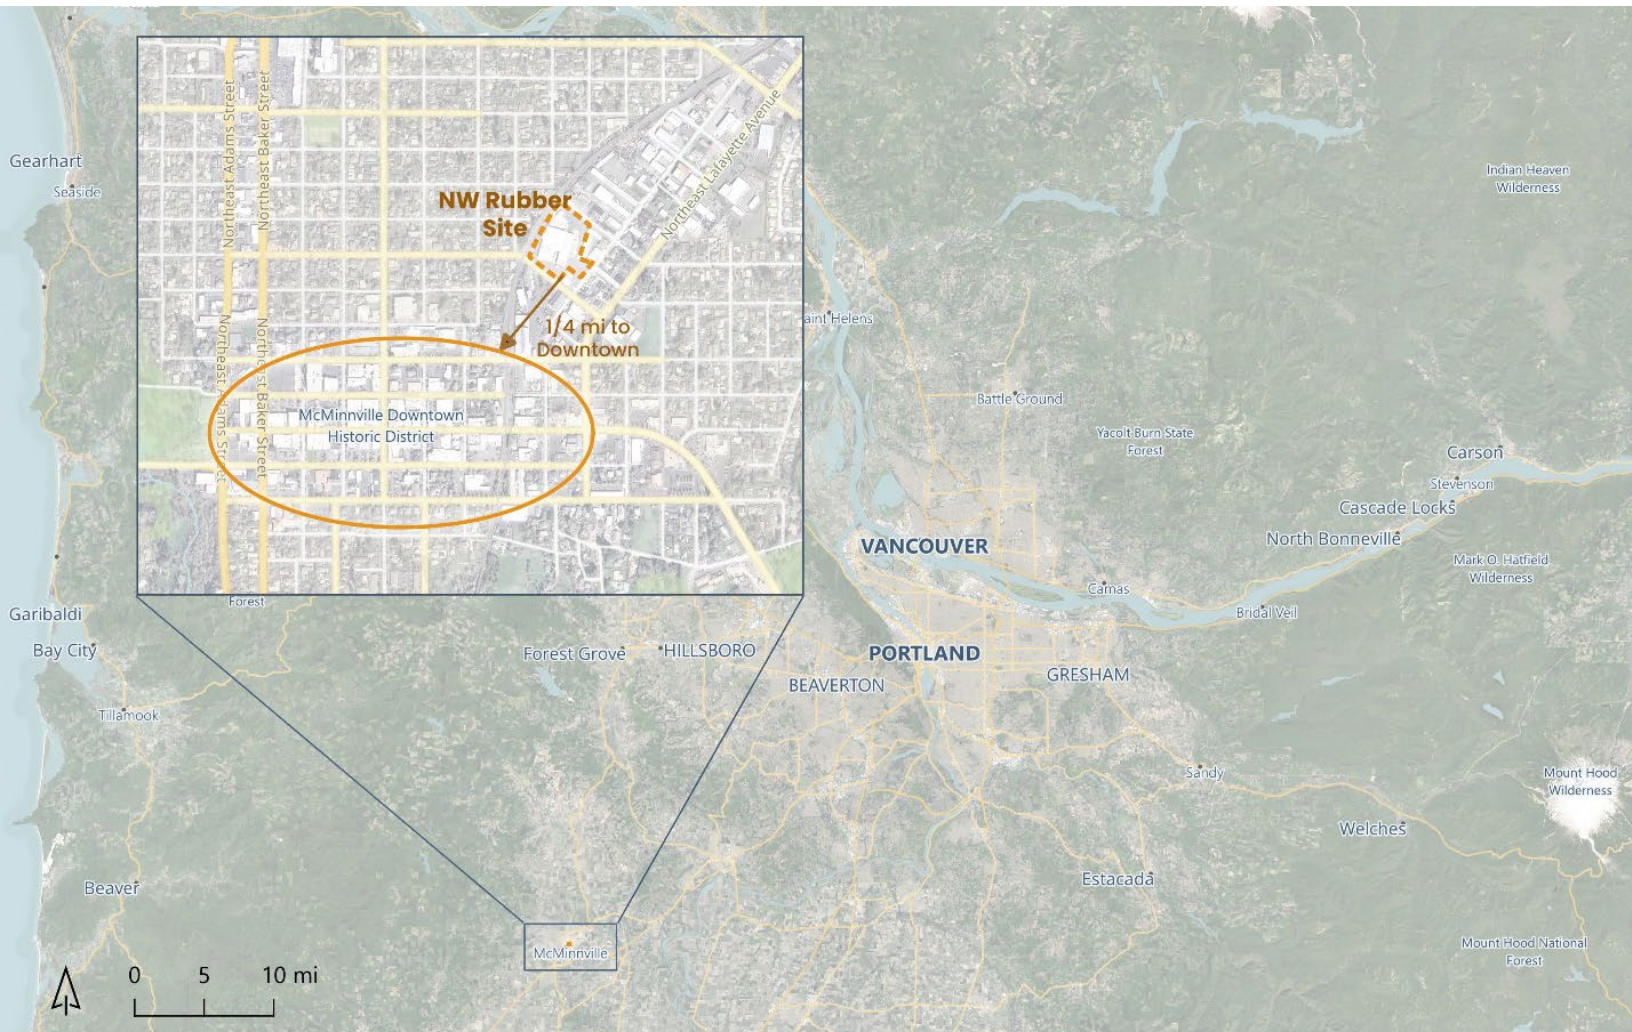 Gearhart
Seaside
Northeast Adams Street
Northeast Baker Street
Northeast Lafayette Avenue
NW Rubber
Site
1/4 mi to
Downtown
McMinnville Downtown
Historic District
Northeast Adams Street
Northeast Baker Street
aint Helens
Indian Heaven
Wilderness
Battle Ground
Yacolt Burn State
Forest
Carson
Stevenson
Cascade Locks
North Bonneville
VANCOUVER
Mark O. Hatfield
Wilderness
Camas
Bridal Veil
Forest
Garibaldi
Bay City
Forest Grove
HILLSBORO
PORTLAND
BEAVERTON
GRESHAM
Tillamook
Sandy
Mount Hood
Wilderness
Welches
Beaver
Estacada
McMinnville
Mount Hood National
Forest
0 5 10 mi